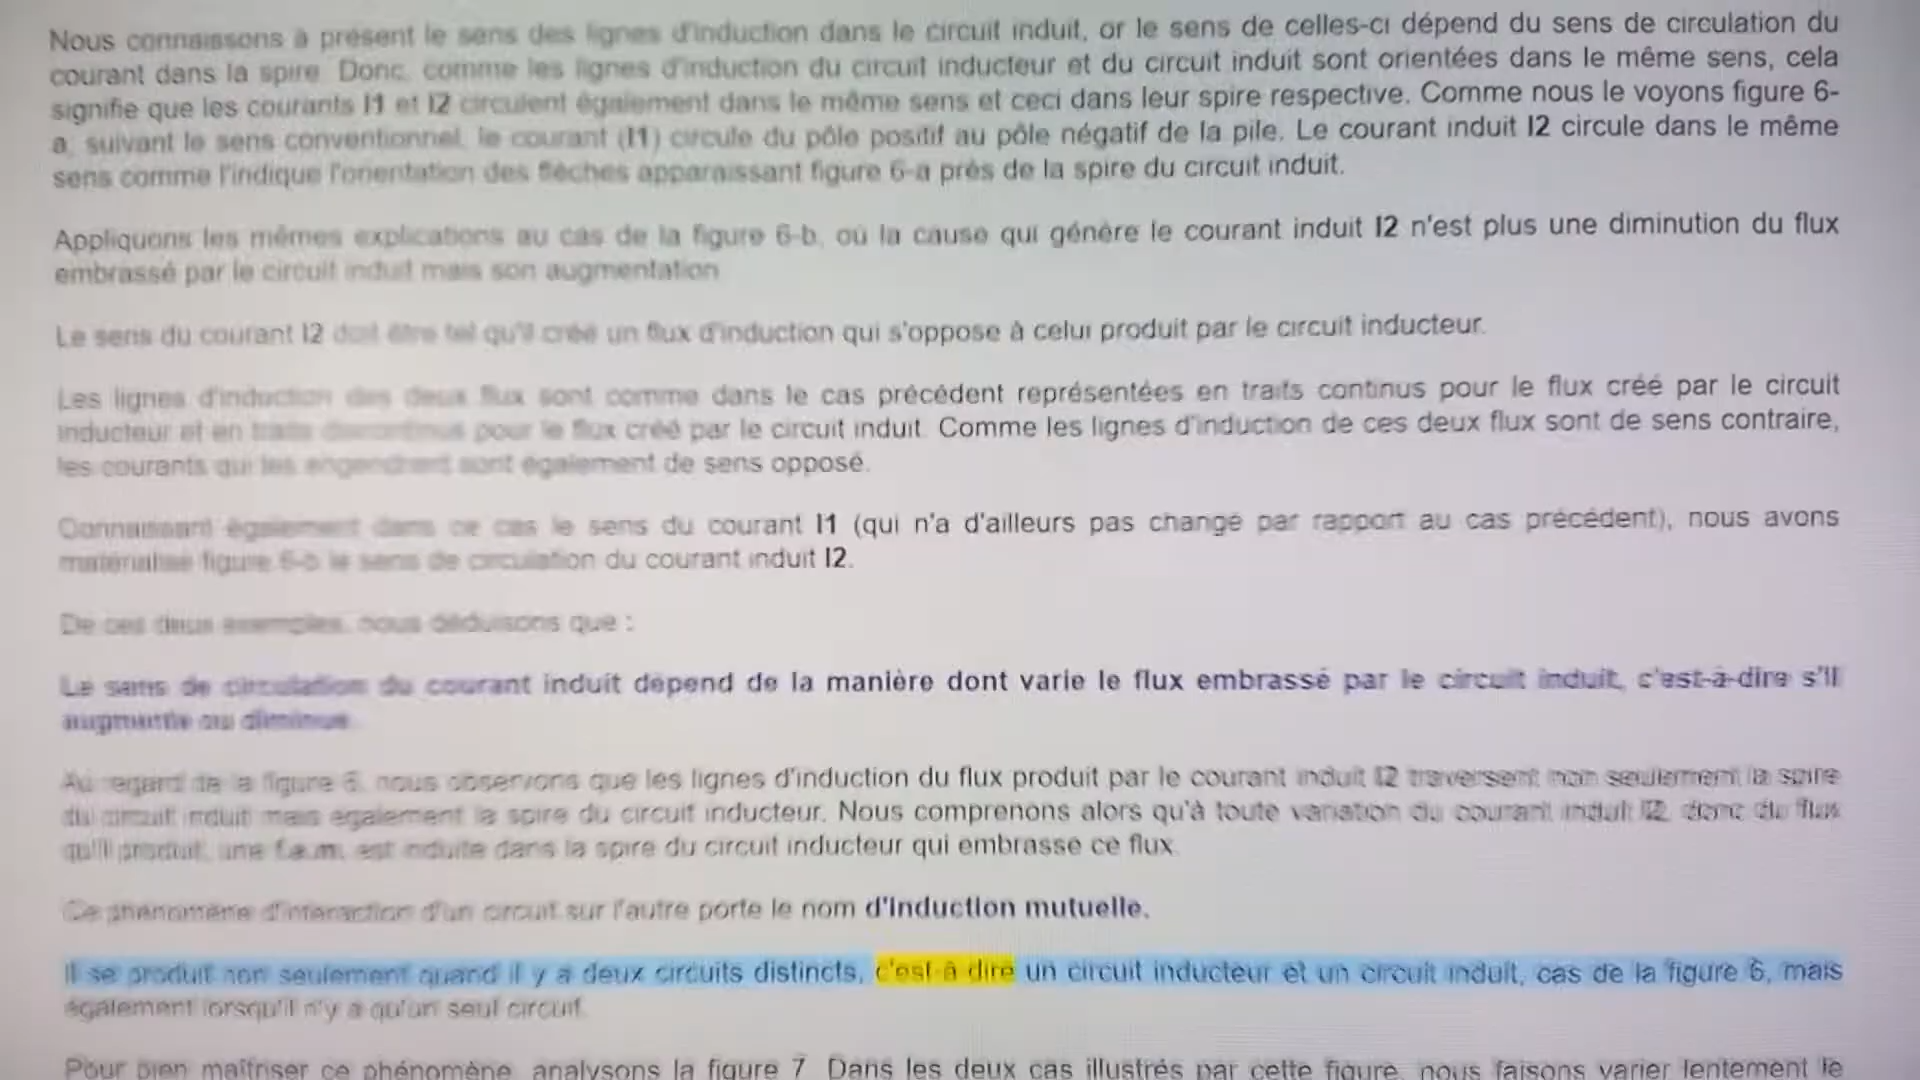 Nous connaissons à présent le sens des lignes d'induction dans le circuit induit, or le sens de celles-ci dépend du sens de circulation du
courant dans la spire. Donc, comme les lignes d'induction du circuit inducteur et du circuit induit sont orientées dans le même sens, cela
signifie que les courants I1 et I2 circulent également dans le même sens et ceci dans leur spire respective. Comme nous le voyons figure 6-
a, suivant le sens conventionnel, le courant (I1) circule du pôle positif au pôle négatif de la pile. Le courant induit I2 circule dans le même
sens comme l'indique l'orientation des flèches apparaissant figure 6-a près de la spire du circuit induit.
Appliquons les mêmes explications au cas de la figure 6-b, où la cause qui génère le courant induit I2 n'est plus une diminution du flux
embrassé par le circuit induit mais son augmentation.
Le sens du courant I2 doit être tel qu'il créé un flux d'induction qui s'oppose à celui produit par le circuit inducteur.
Les lignes d'induction des deux flux sont comme dans le cas précédent représentées en traits continus pour le flux créé par le circuit
inducteur et en traits discontinus pour le flux créé par le circuit induit. Comme les lignes d'induction de ces deux flux sont de sens contraire,
les courants qui les engendrent sont également de sens opposé.
Connaissant également dans ce cas le sens du courant I1 (qui n'a d'ailleurs pas changé par rapport au cas précédent), nous avons
matérialisé figure 6-b le sens de circulation du courant induit I2.
De ces deux exemples, nous déduisons que :
Le sens de circulation du courant induit dépend de la manière dont varie le flux embrassé par le circuit induit, c'est-à-dire s'il
augmente ou diminue.
Au regard de la figure 6, nous observons que les lignes d'induction du flux produit par le courant induit I2 traversent non seulement la spire
du circuit induit mais également la spire du circuit inducteur. Nous comprenons alors qu'à toute variation du courant induit I2, donc du flux
qu'il produit, une f.e.m. est induite dans la spire du circuit inducteur qui embrasse ce flux.
Ce phénomène d'interaction d'un circuit sur l'autre porte le nom d'induction mutuelle.
Il se produit non seulement quand il y a deux circuits distincts, c'est-à dire un circuit inducteur et un circuit induit, cas de la figure 6, mais
également lorsqu'il n'y a qu'un seul circuit.
Pour bien maîtriser ce phénomène, analysons la figure 7. Dans les deux cas illustrés par cette figure, nous faisons varier lentement le